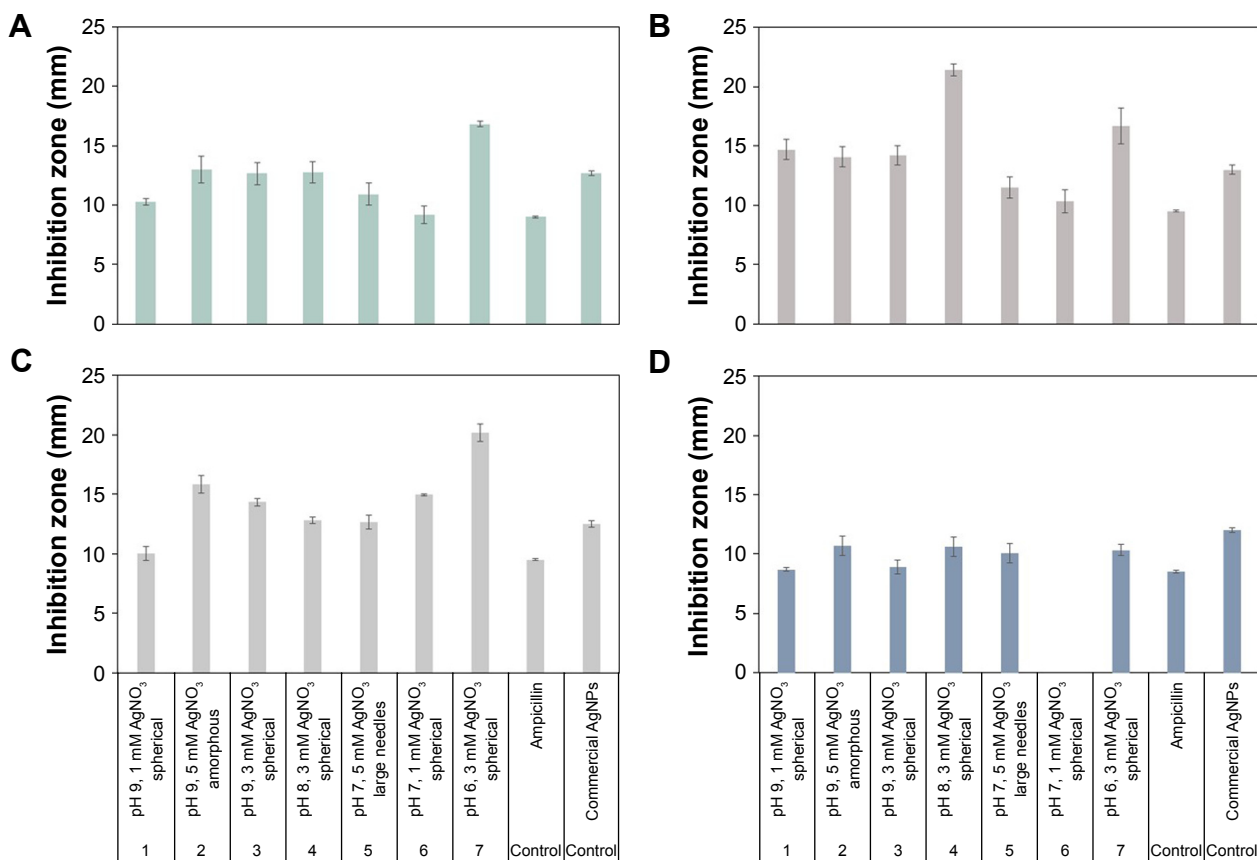 A
Inhibition zone (mm)
25
20
15
10
5
0
B
Inhibition zone (mm)
25
20
15
10
5
0
C
Inhibition zone (mm)
25
20
15
10
5
0
pH 9, 1 mM AgNO₃
spherical
pH 9, 5 mM AgNO₃
amorphous
pH 9, 3 mM AgNO₃
spherical
pH 8, 3 mM AgNO₃
spherical
pH 7, 5 mM AgNO₃
large needles
pH 7, 1 mM AgNO₃
spherical
pH 6, 3 mM AgNO₃
spherical
Ampicillin
Commercial AgNPs
1 2 3 4 5 6 7 Control Control
D
Inhibition zone (mm)
25
20
15
10
5
0
pH 9, 1 mM AgNO₃
spherical
pH 9, 5 mM AgNO₃
amorphous
pH 9, 3 mM AgNO₃
spherical
pH 8, 3 mM AgNO₃
spherical
pH 7, 5 mM AgNO₃
large needles
pH 7, 1 mM AgNO₃
spherical
pH 6, 3 mM AgNO₃
spherical
Ampicillin
Commercial AgNPs
1 2 3 4 5 6 7 Control Control